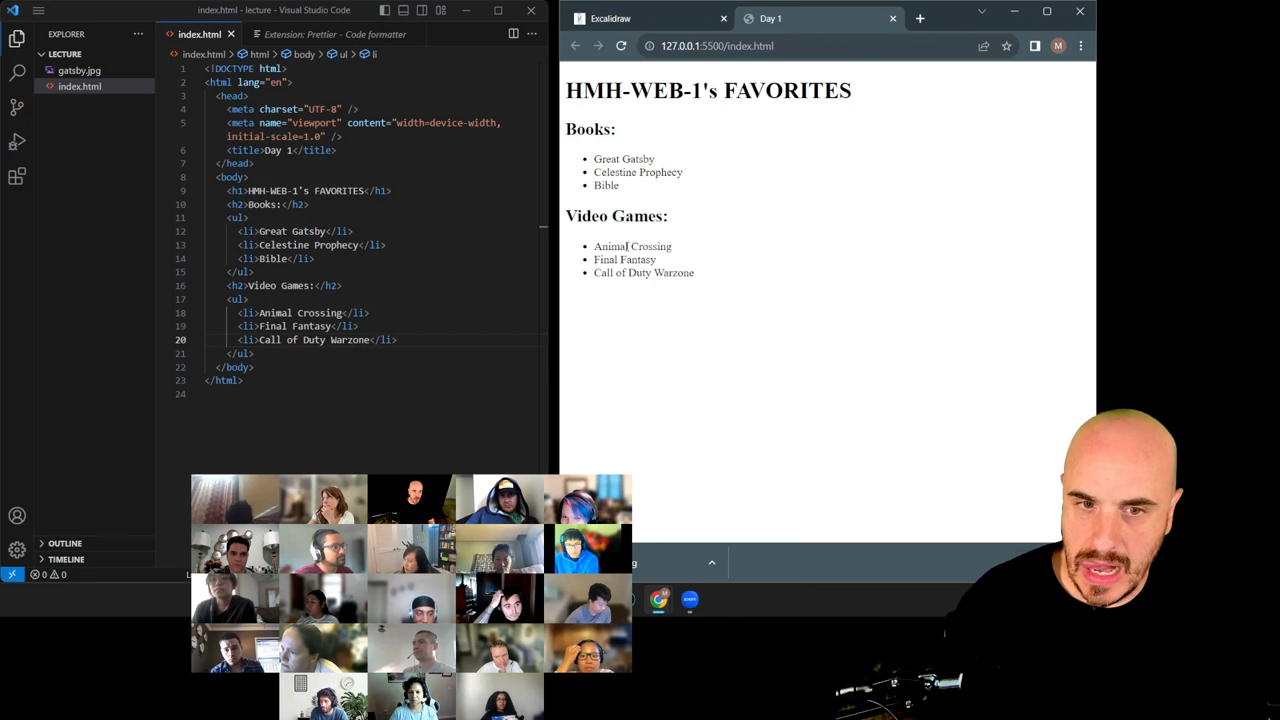 index.html - lecture - Visual Studio Code
EXPLORER
LECTURE
gatsby.jpg
index.html
OUTLINE
TIMELINE
0 0
index.html
Extension: Prettier - Code formatter
index.html > html > body > ul > li
1 <!DOCTYPE html>
2 <html lang="en">
3 <head>
4 <meta charset="UTF-8" />
5 <meta name="viewport" content="width=device-width,
initial-scale=1.0" />
6 <title>Day 1</title>
7 </head>
8 <body>
9 <h1>HMH-WEB-1's FAVORITES</h1>
10 <h2>Books:</h2>
11 <ul>
12 <li>Great Gatsby</li>
13 <li>Celestine Prophecy</li>
14 <li>Bible</li>
15 </ul>
16 <h2>Video Games:</h2>
17 <ul>
18 <li>Animal Crossing</li>
19 <li>Final Fantasy</li>
20 <li>Call of Duty Warzone</li>
21 </ul>
22 </body>
23 </html>
24
Excalidraw
Day 1
127.0.0.1:5500/index.html
M
HMH-WEB-1's FAVORITES
Books:
• Great Gatsby
• Celestine Prophecy
• Bible
Video Games:
• Animal Crossing
• Final Fantasy
• Call of Duty Warzone
zoom